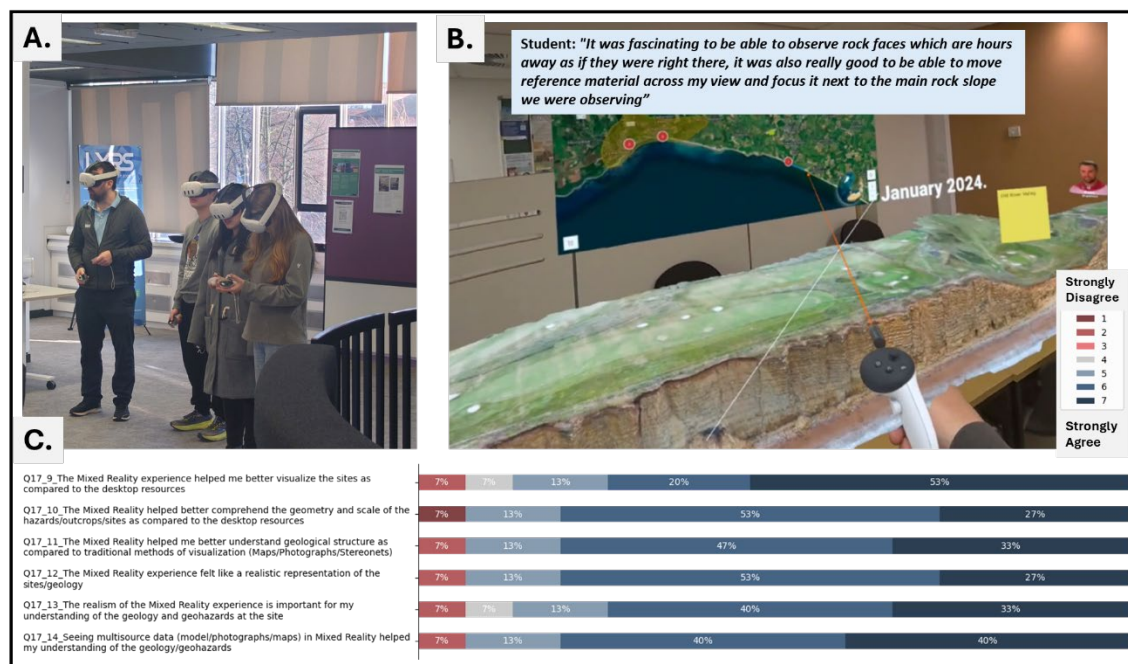 A.
B.
Student: "It was fascinating to be able to observe rock faces which are hours
away as if they were right there, it was also really good to be able to move
reference material across my view and focus it next to the main rock slope
we were observing”
January 2024.
Strongly
Disagree
1
2
3
4
5
6
7
Strongly
Agree
C.
Q17_9_The Mixed Reality experience helped me better visualize the sites as
compared to the desktop resources
7% 7% 13% 20% 53%
Q17_10_The Mixed Reality helped better comprehend the geometry and scale of the
hazards/outcrops/sites as compared to the desktop resources
7% 13% 53% 27%
Q17_11_The Mixed Reality helped me better understand geological structure as
compared to traditional methods of visualization (Maps/Photographs/Stereonets)
7% 13% 47% 33%
Q17_12_The Mixed Reality experience felt like a realistic representation of the
sites/geology
7% 13% 53% 27%
Q17_13_The realism of the Mixed Reality experience is important for my
understanding of the geology and geohazards at the site
7% 7% 13% 40% 33%
Q17_14_Seeing multisource data (model/photographs/maps) in Mixed Reality helped
my understanding of the geology/geohazards
7% 13% 40% 40%